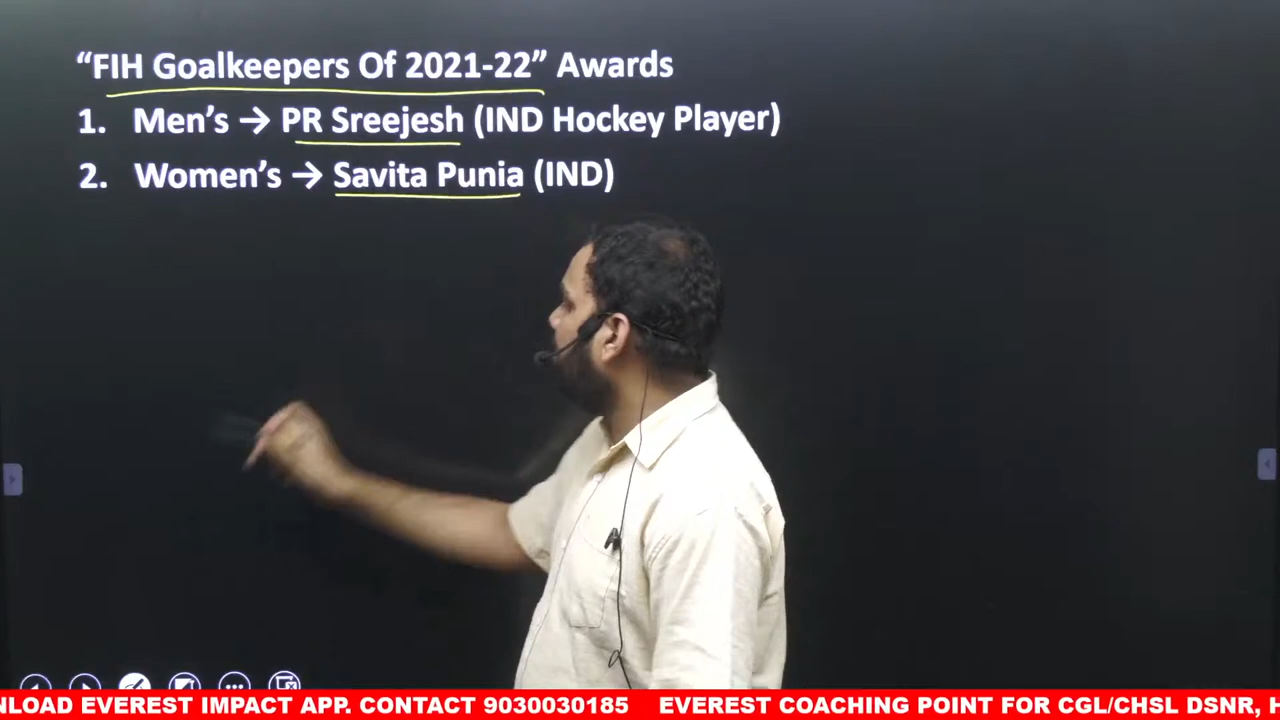 “FIH Goalkeepers Of 2021-22” Awards
1. Men’s → PR Sreejesh (IND Hockey Player)
2. Women’s → Savita Punia (IND)
NLOAD EVEREST IMPACT APP. CONTACT 9030030185 EVEREST COACHING POINT FOR CGL/CHSL DSNR, H